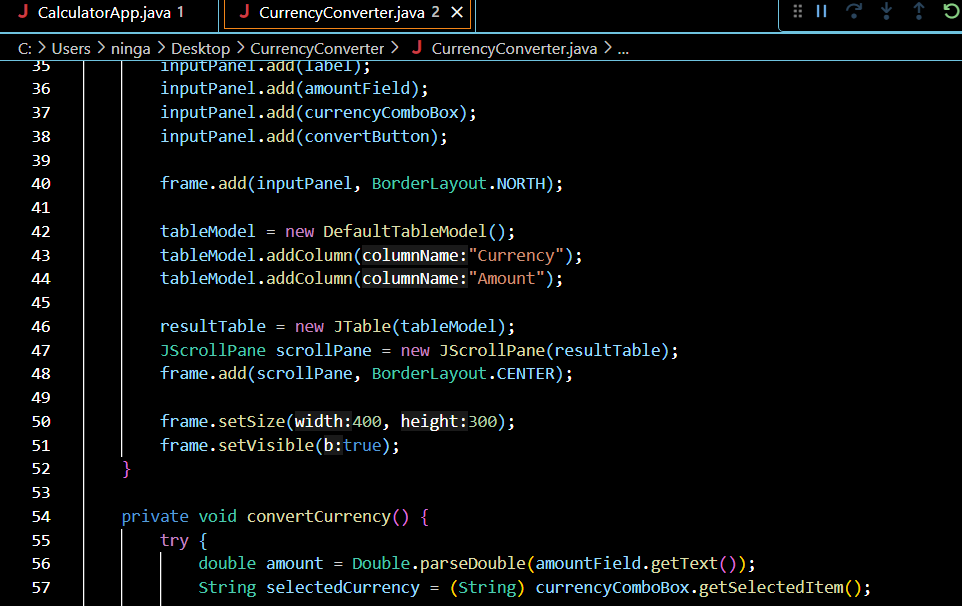 CalculatorApp.java 1
CurrencyConverter.java 2
C: > Users > ninga > Desktop > CurrencyConverter > CurrencyConverter.java > ...
35 inputPanel.add(label);
36 inputPanel.add(amountField);
37 inputPanel.add(currencyComboBox);
38 inputPanel.add(convertButton);
39
40 frame.add(inputPanel, BorderLayout.NORTH);
41
42 tableModel = new DefaultTableModel();
43 tableModel.addColumn(columnName:"Currency");
44 tableModel.addColumn(columnName:"Amount");
45
46 resultTable = new JTable(tableModel);
47 JScrollPane scrollPane = new JScrollPane(resultTable);
48 frame.add(scrollPane, BorderLayout.CENTER);
49
50 frame.setSize(width:400, height:300);
51 frame.setVisible(b:true);
52 }
53
54 private void convertCurrency() {
55 try {
56 double amount = Double.parseDouble(amountField.getText());
57 String selectedCurrency = (String) currencyComboBox.getSelectedItem();